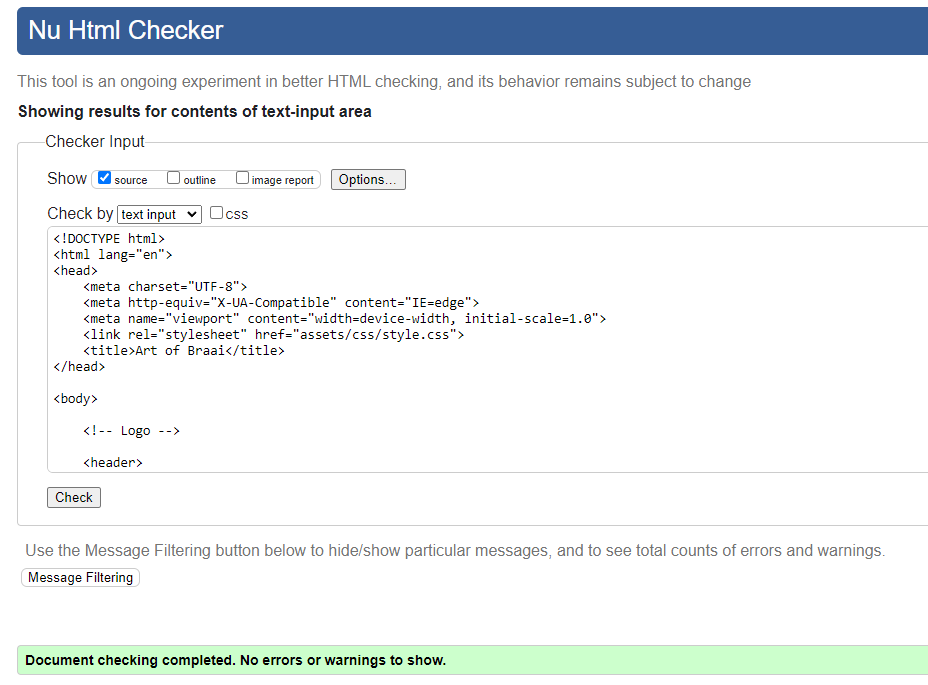 Nu Html Checker
This tool is an ongoing experiment in better HTML checking, and its behavior remains subject to change
Showing results for contents of text-input area
Checker Input
Show source outline image report Options...
Check by text input css
<!DOCTYPE html>
<html lang="en">
<head>
    <meta charset="UTF-8">
    <meta http-equiv="X-UA-Compatible" content="IE=edge">
    <meta name="viewport" content="width=device-width, initial-scale=1.0">
    <link rel="stylesheet" href="assets/css/style.css">
    <title>Art of Braai</title>
</head>
<body>
    <!-- Logo -->
    <header>
Check
Use the Message Filtering button below to hide/show particular messages, and to see total counts of errors and warnings.
Message Filtering
Document checking completed. No errors or warnings to show.